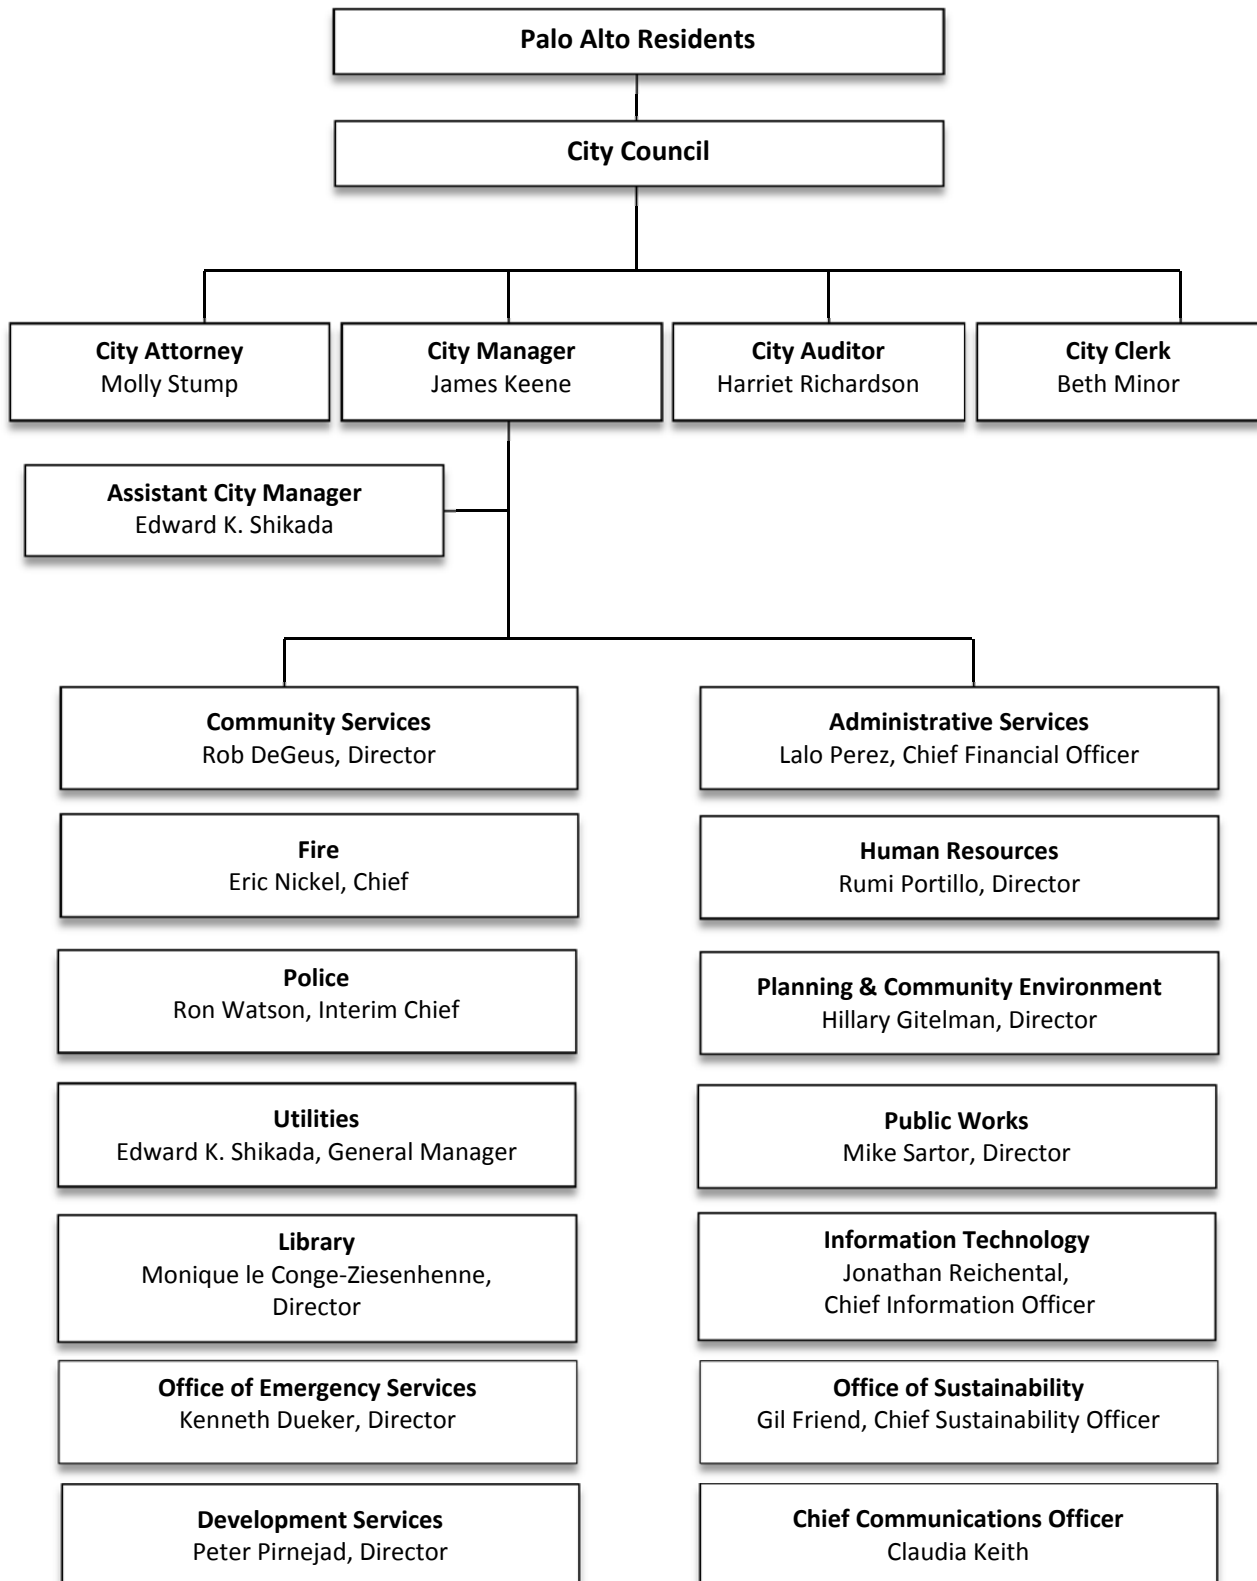 Palo Alto Residents
City Council
City Attorney
Molly Stump
City Manager
James Keene
City Auditor
Harriet Richardson
City Clerk
Beth Minor
Assistant City Manager
Edward K. Shikada
Community Services
Rob DeGeus, Director
Administrative Services
Lalo Perez, Chief Financial Officer
Fire
Eric Nickel, Chief
Human Resources
Rumi Portillo, Director
Police
Ron Watson, Interim Chief
Planning & Community Environment
Hillary Gitelman, Director
Utilities
Edward K. Shikada, General Manager
Public Works
Mike Sartor, Director
Library
Monique le Conge-Ziesenhenne,
Director
Information Technology
Jonathan Reichental,
Chief Information Officer
Office of Emergency Services
Kenneth Dueker, Director
Office of Sustainability
Gil Friend, Chief Sustainability Officer
Development Services
Peter Pirnejad, Director
Chief Communications Officer
Claudia Keith